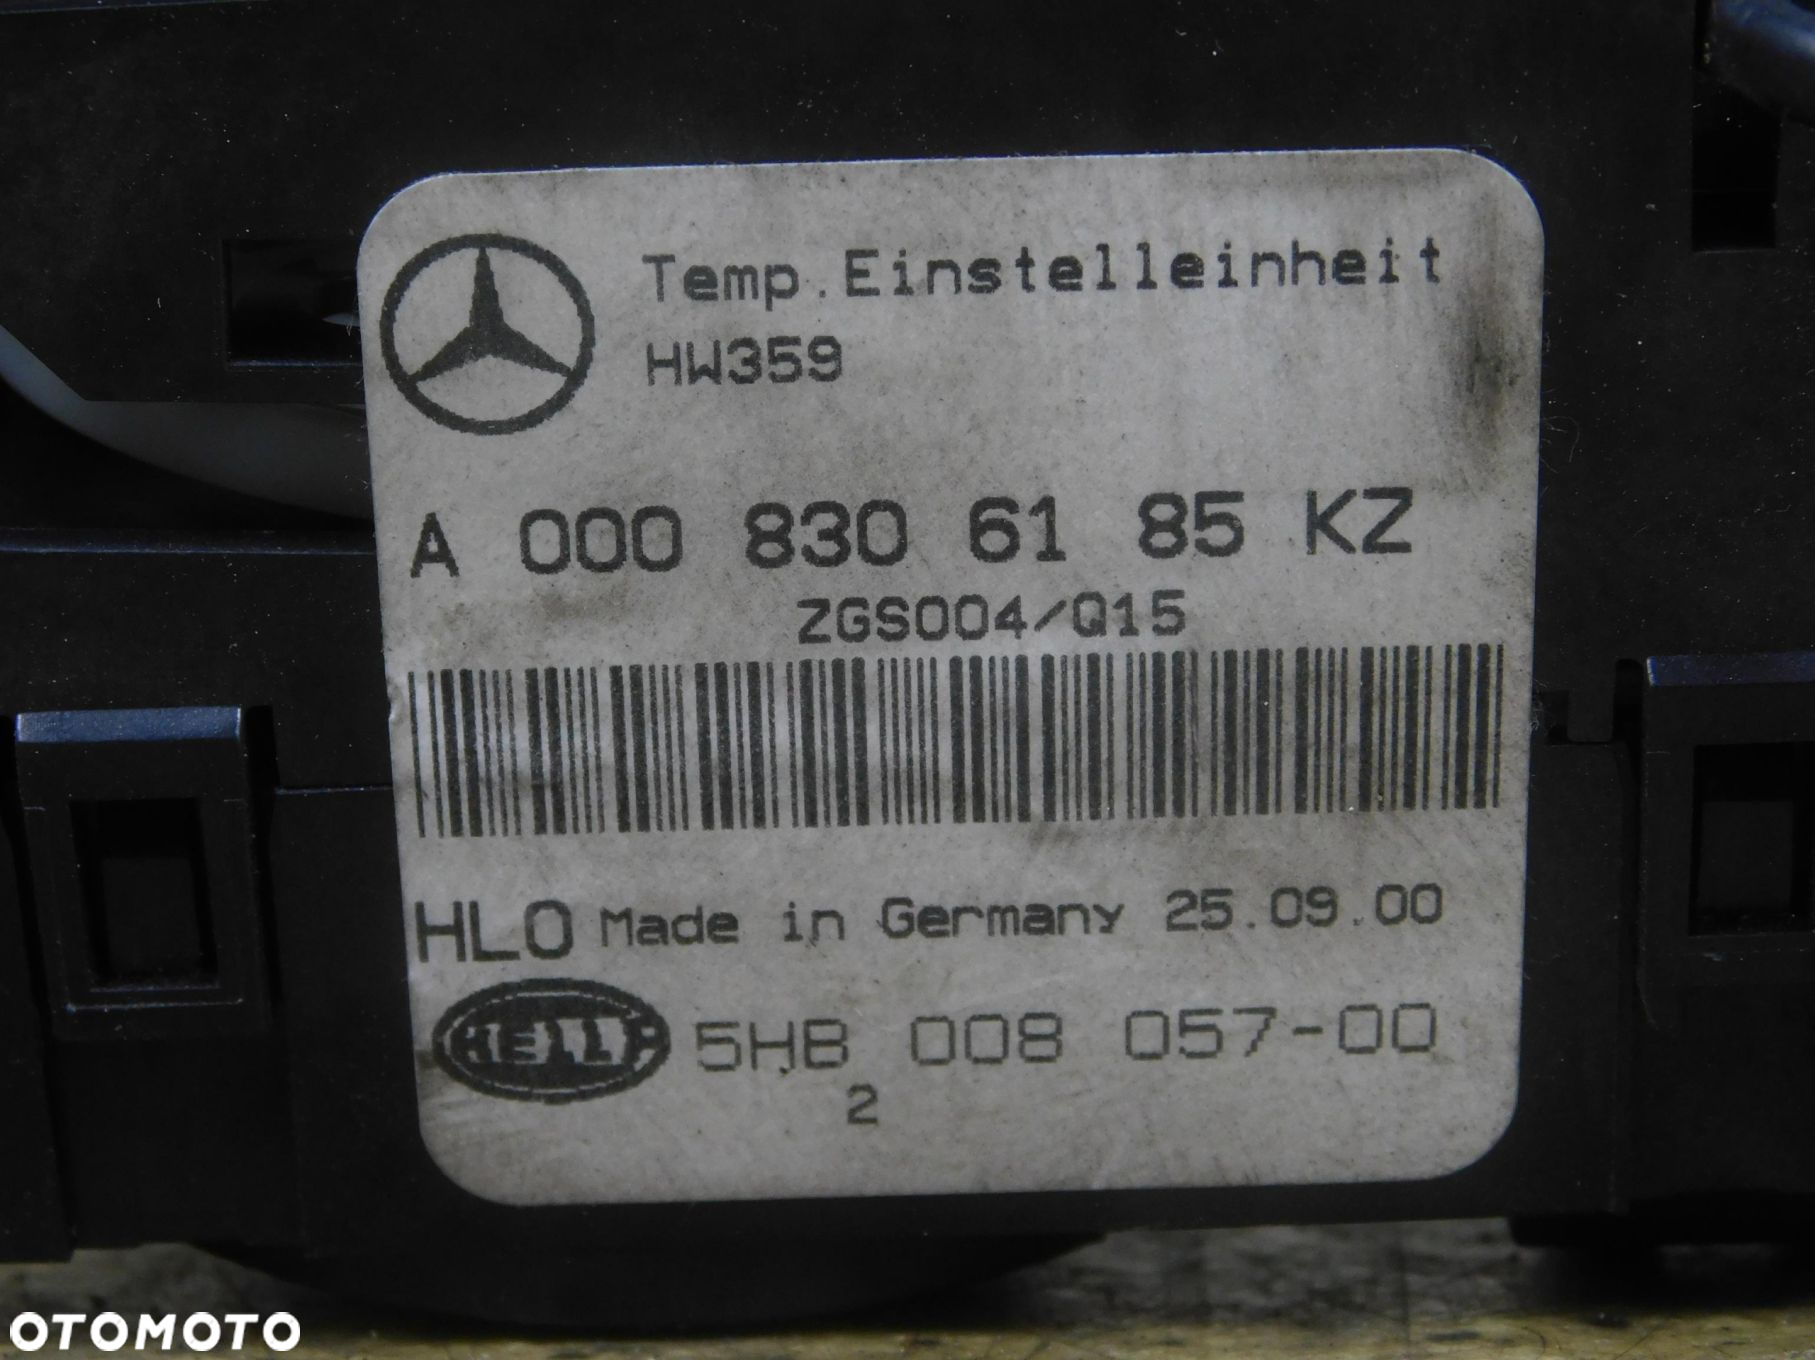 Temp.Einstelleinheit
HW359
A 000 830 61 85 KZ
ZGS004/Q15
HLO Made in Germany 25.09.00
HELLA 5HB 008 057-00
2
OTOMOTO